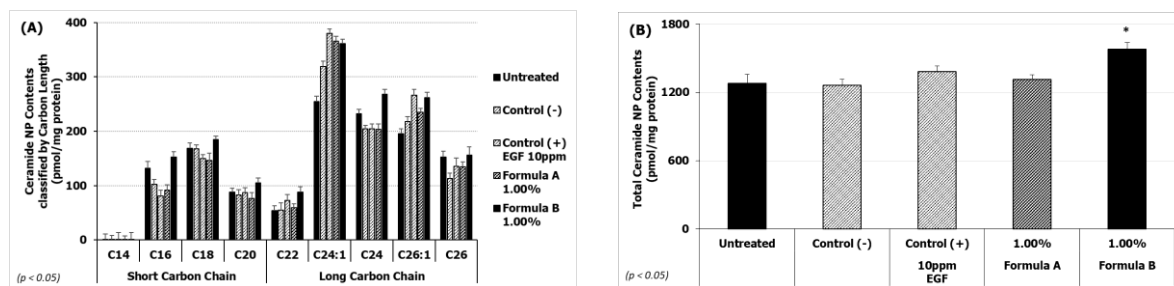 (A)
Ceramide NP Contents
classified by Carbon Length
(pmol/mg protein)
400
300
200
100
0
C14 C16 C18 C20 C22 C24:1 C24 C26:1 C26
Short Carbon Chain Long Carbon Chain
(p < 0.05)
Untreated
Control (-)
Control (+)
EGF 10ppm
Formula A
1.00%
Formula B
1.00%
(B)
Total Ceramide NP Contents
(pmol/mg protein)
1800
1200
600
0
*
Untreated Control (-) Control (+) 1.00% 1.00%
10ppm Formula A Formula B
EGF
(p < 0.05)